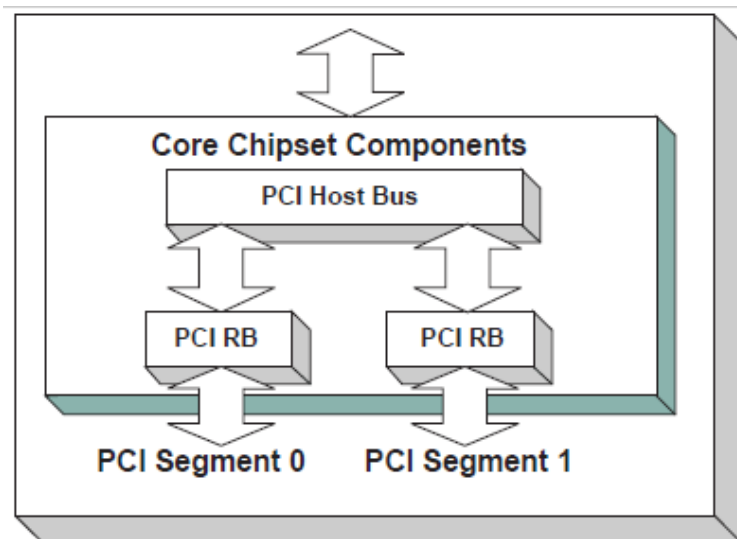 Core Chipset Components
PCI Host Bus
PCI RB
PCI RB
PCI Segment 0
PCI Segment 1